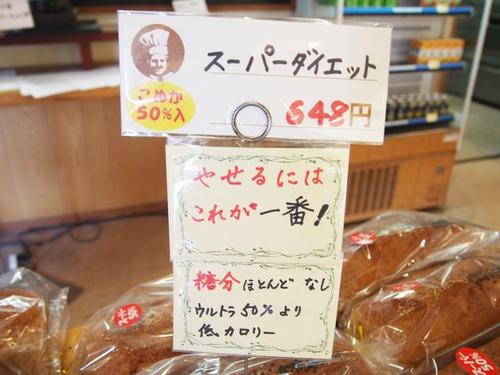 スーパーダイエット
こぬか
50%入
648円
やせるには
これが一番!
糖分ほとんどなし
ウルトラ50%より
低カロリー